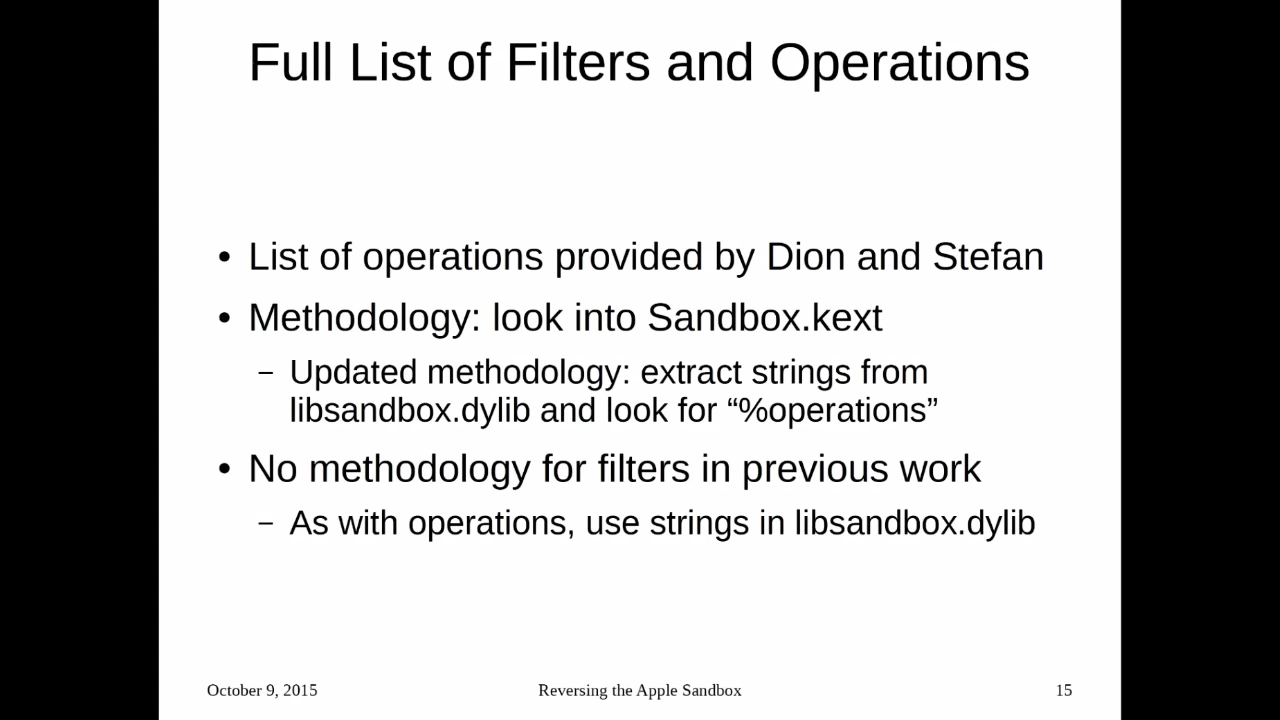 Full List of Filters and Operations
• List of operations provided by Dion and Stefan
• Methodology: look into Sandbox.kext
– Updated methodology: extract strings from
libsandbox.dylib and look for “%operations”
• No methodology for filters in previous work
– As with operations, use strings in libsandbox.dylib
October 9, 2015
Reversing the Apple Sandbox
15